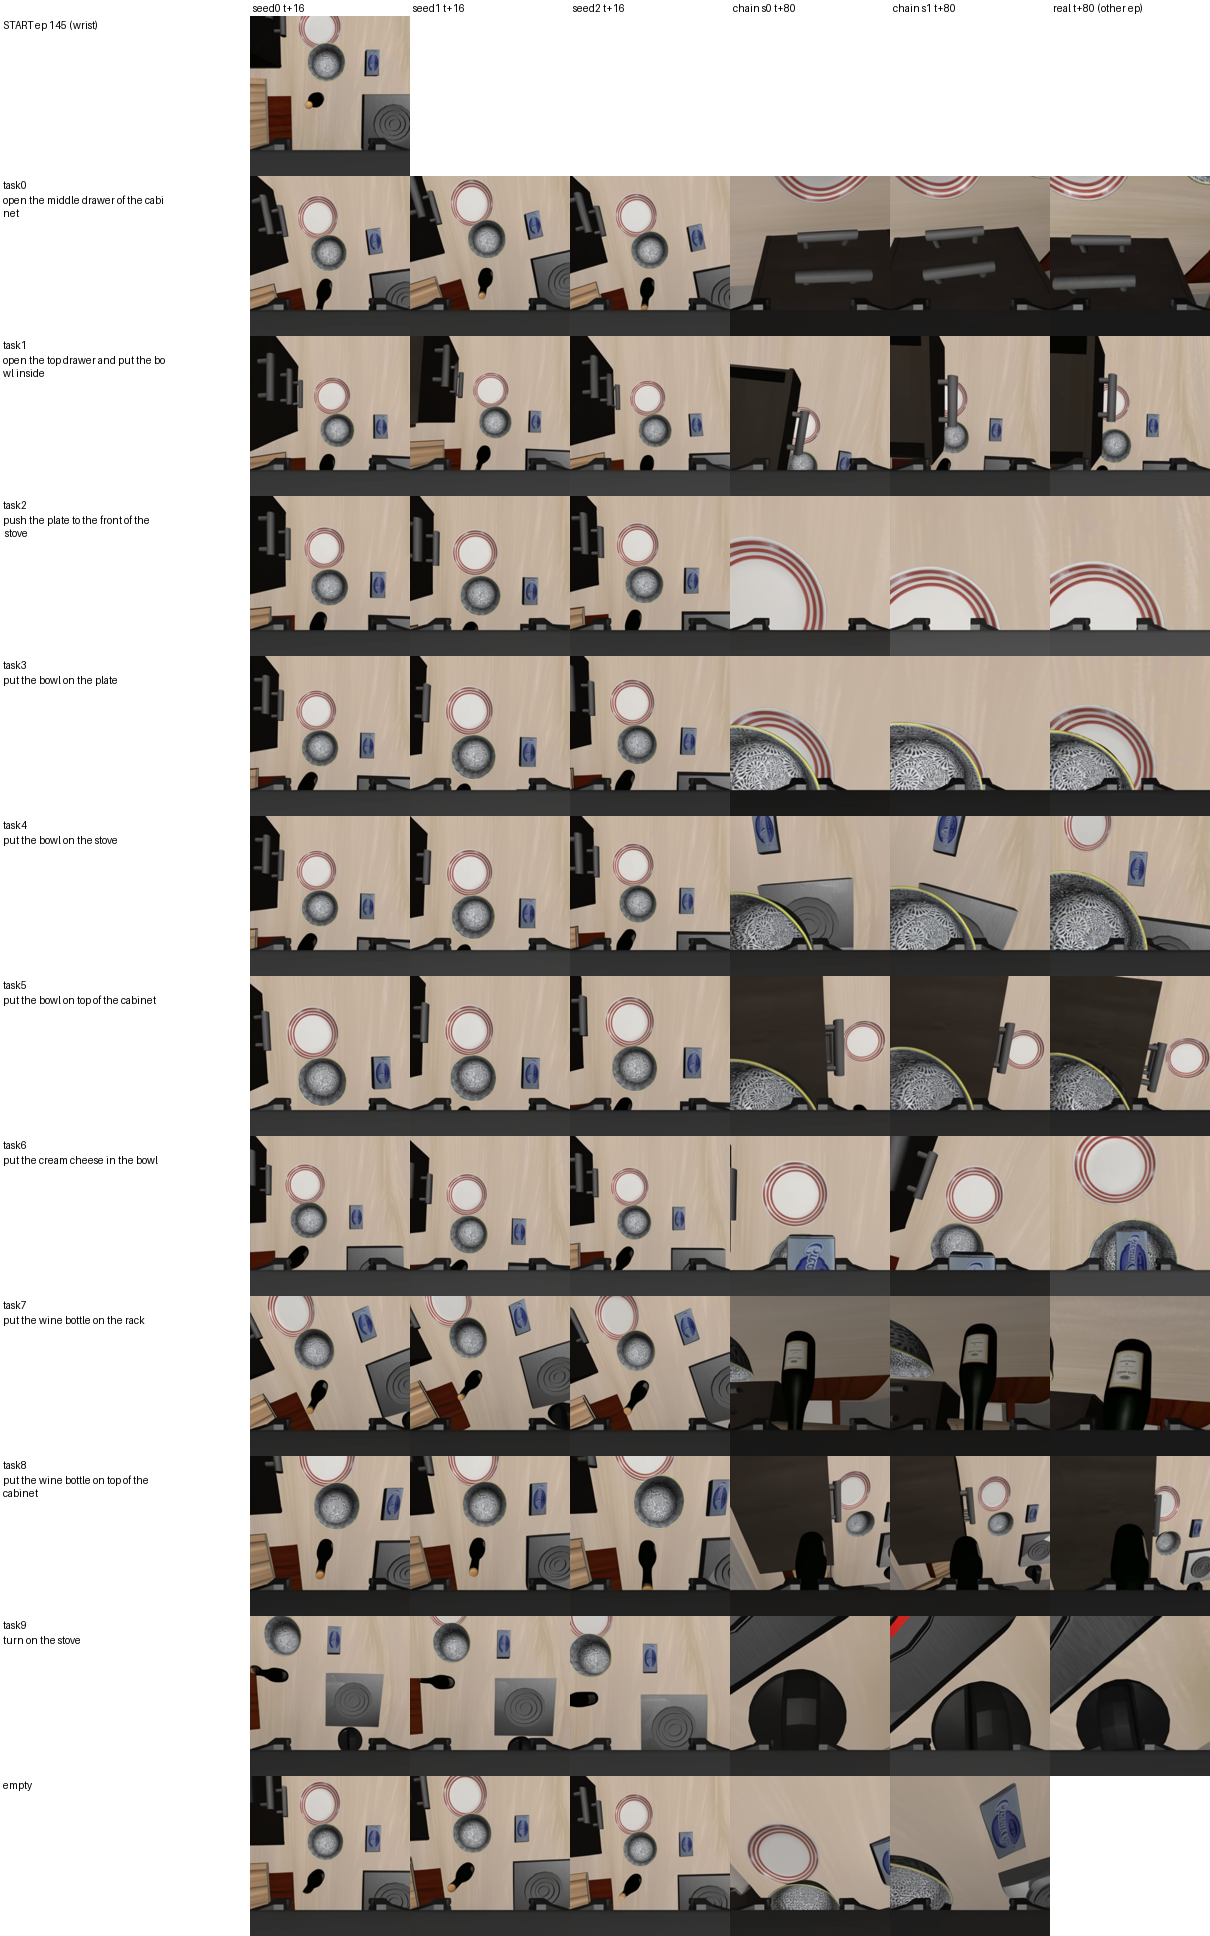 seed0 t+16 seed1 t+16 seed2 t+16 chain s0 t+80 chain s1 t+80 real t+80 (other ep)
START ep 145 (wrist)
task0
open the middle drawer of the cabi
net
task1
open the top drawer and put the bo
wl inside
task2
push the plate to the front of the
stove
task3
put the bowl on the plate
task4
put the bowl on the stove
task5
put the bowl on top of the cabinet
task6
put the cream cheese in the bowl
task7
put the wine bottle on the rack
task8
put the wine bottle on top of the
cabinet
task9
turn on the stove
empty